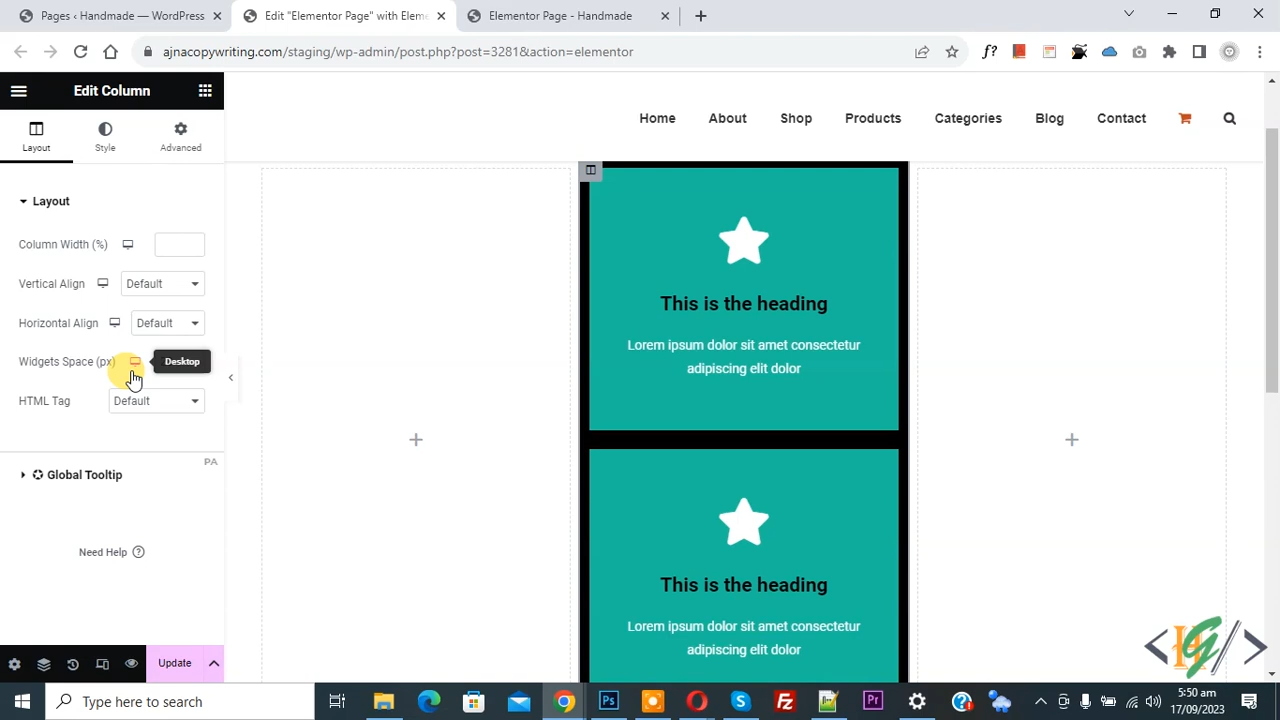 Pages ‹ Handmade — WordPress
Edit "Elementor Page" with Eleme
Elementor Page - Handmade
ajnacopywriting.com/staging/wp-admin/post.php?post=3281&action=elementor
f?
Edit Column
Home
About
Shop
Products
Categories
Blog
Contact
Layout
Style
Advanced
Layout
Column Width (%)
Vertical Align
Default
Horizontal Align
Default
Widgets Space (px)
Desktop
HTML Tag
Default
PA
Global Tooltip
Need Help
Update
This is the heading
Lorem ipsum dolor sit amet consectetur
adipiscing elit dolor
This is the heading
Lorem ipsum dolor sit amet consectetur
adipiscing elit dolor
<HG/>
Type here to search
Ps
Pr
5:50 am
17/09/2023